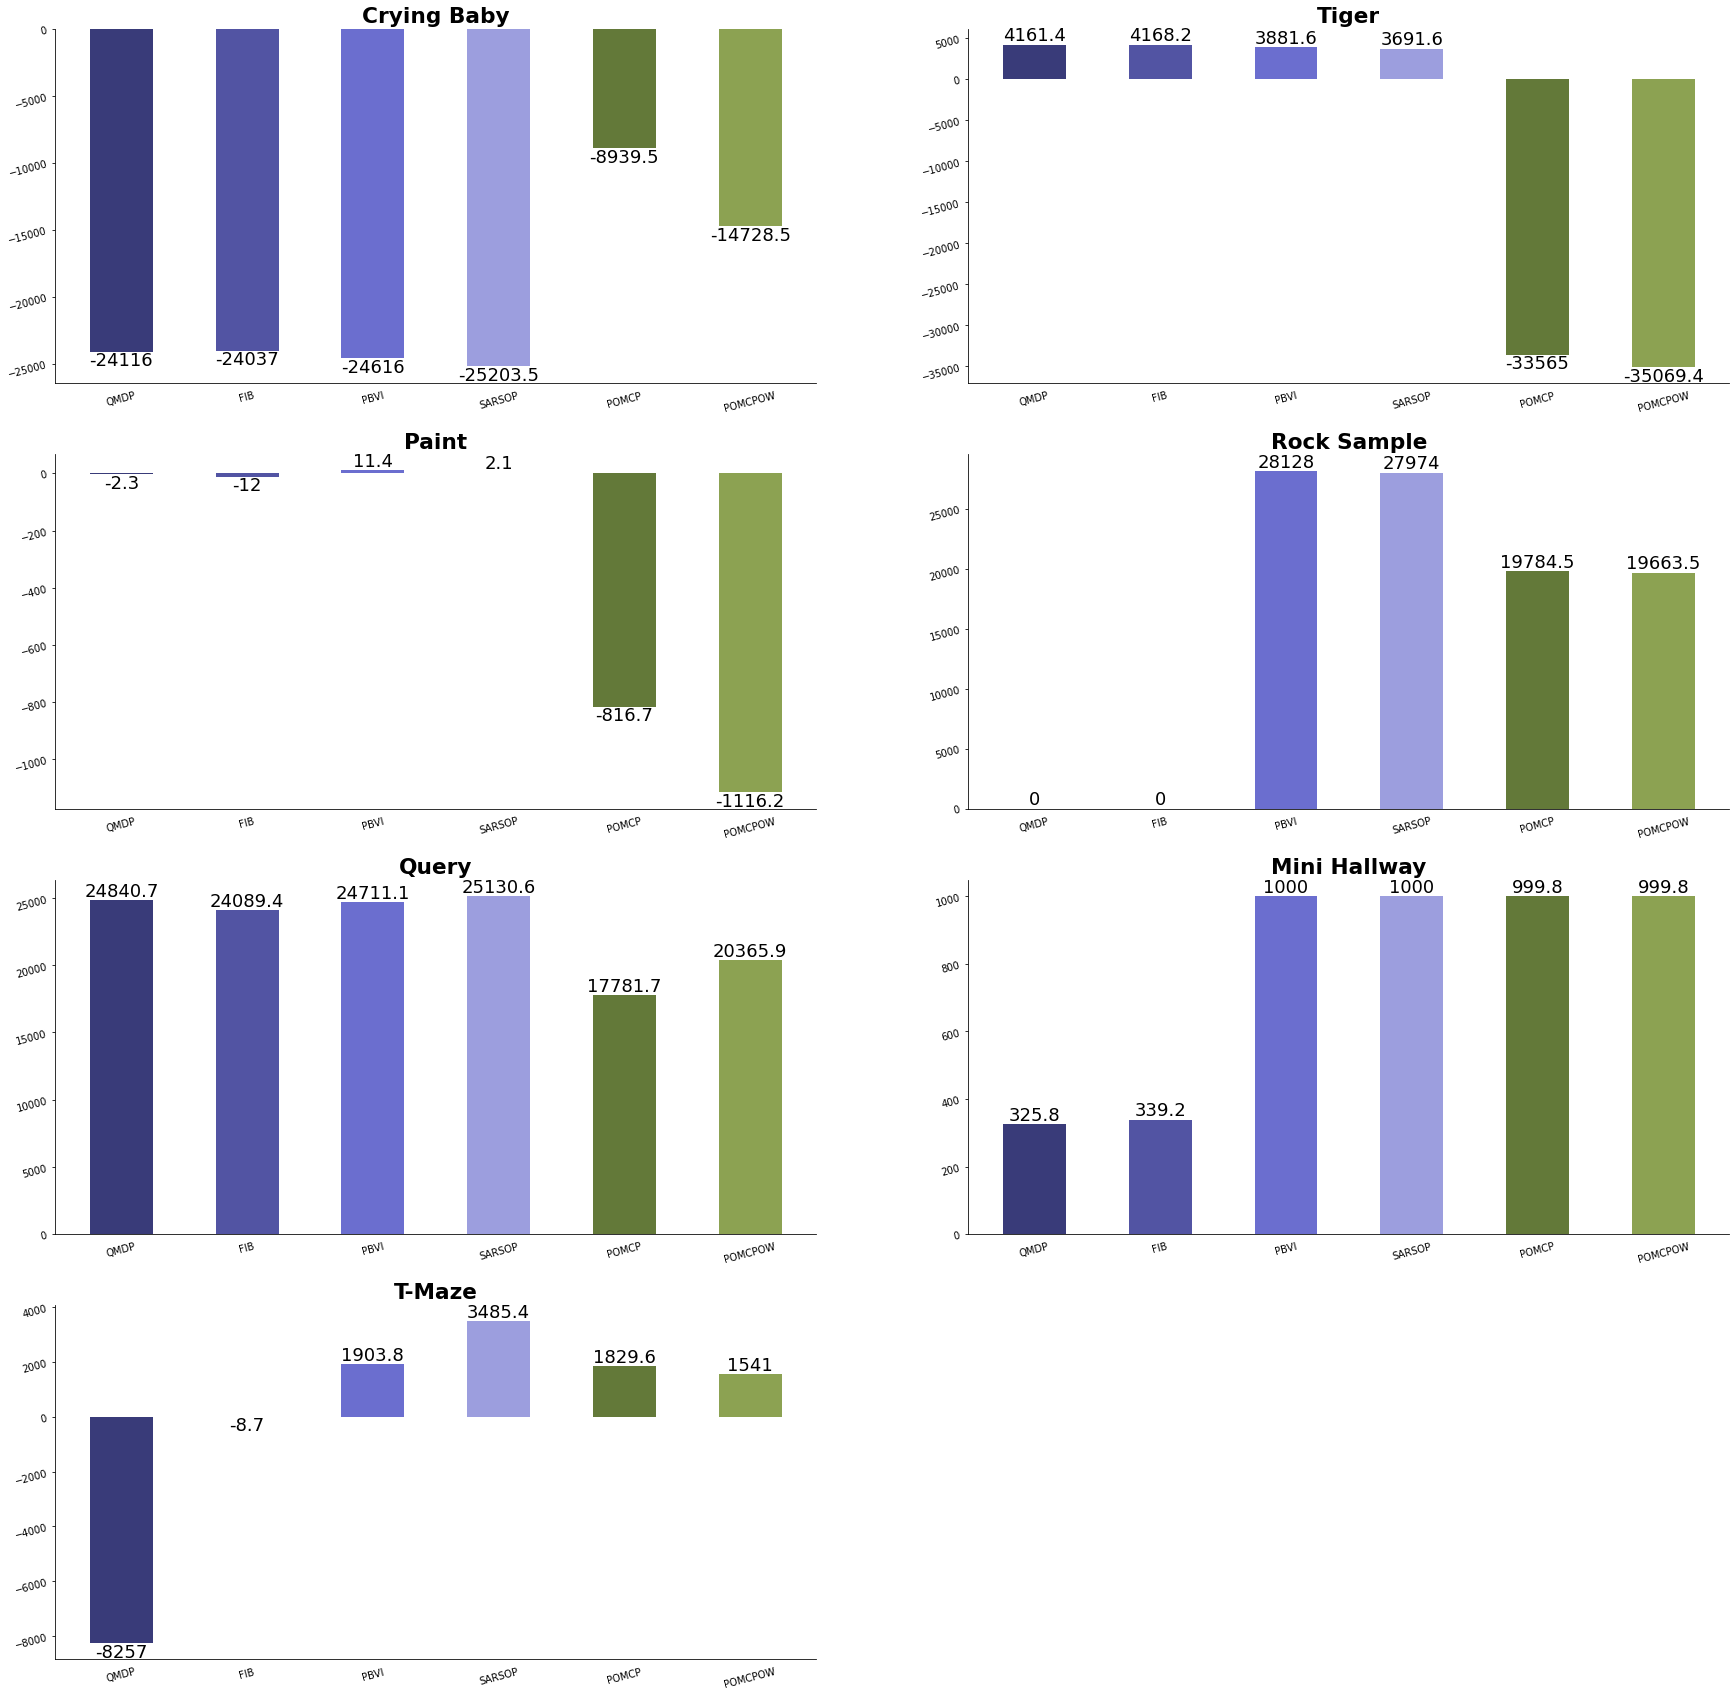 Crying Baby
0
−5000
−10000
−15000
−20000
−25000
-24116
-24037
-24616
-25203.5
-8939.5
-14728.5
QMDP
FIB
PBVI
SARSOP
POMCP
POMCPOW
Tiger
5000
0
−5000
−10000
−15000
−20000
−25000
−30000
−35000
4161.4
4168.2
3881.6
3691.6
-33565
-35069.4
QMDP
FIB
PBVI
SARSOP
POMCP
POMCPOW
Paint
0
−200
−400
−600
−800
−1000
-2.3
-12
11.4
2.1
-816.7
-1116.2
QMDP
FIB
PBVI
SARSOP
POMCP
POMCPOW
Rock Sample
25000
20000
15000
10000
5000
0
0
0
28128
27974
19784.5
19663.5
QMDP
FIB
PBVI
SARSOP
POMCP
POMCPOW
Query
25000
20000
15000
10000
5000
0
24840.7
24089.4
24711.1
25130.6
17781.7
20365.9
QMDP
FIB
PBVI
SARSOP
POMCP
POMCPOW
Mini Hallway
1000
800
600
400
200
0
325.8
339.2
1000
1000
999.8
999.8
QMDP
FIB
PBVI
SARSOP
POMCP
POMCPOW
T-Maze
4000
2000
0
−2000
−4000
−6000
−8000
-8257
-8.7
1903.8
3485.4
1829.6
1541
QMDP
FIB
PBVI
SARSOP
POMCP
POMCPOW